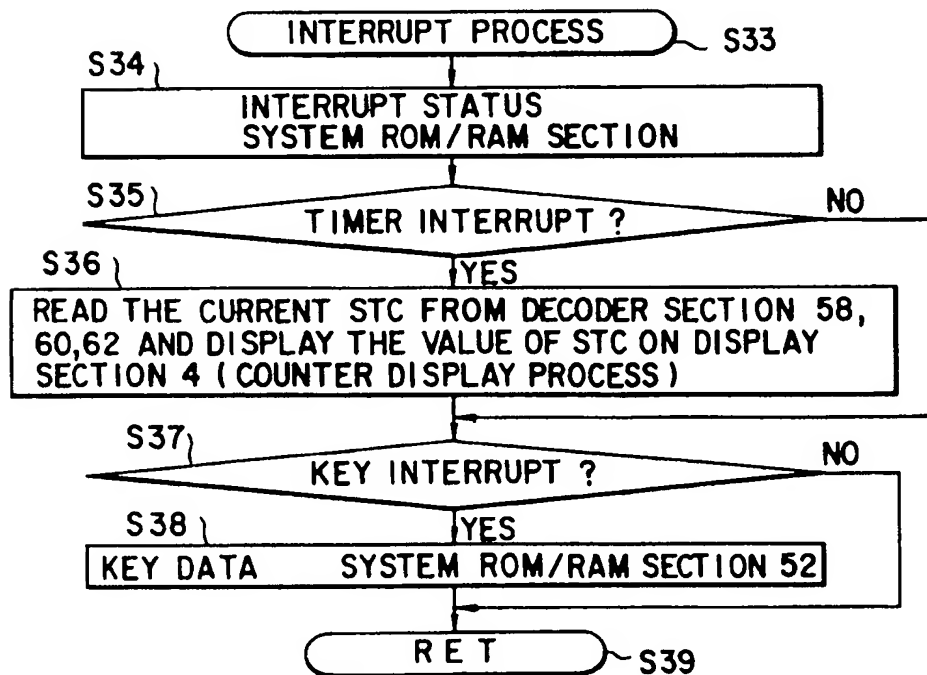 INTERRUPT PROCESS
S33
S34
INTERRUPT STATUS
SYSTEM ROM/RAM SECTION
S35
TIMER INTERRUPT ?
NO
YES
S36
READ THE CURRENT STC FROM DECODER SECTION 58,
60,62 AND DISPLAY THE VALUE OF STC ON DISPLAY
SECTION 4 (COUNTER DISPLAY PROCESS)
S37
KEY INTERRUPT ?
NO
YES
S38
KEY DATA SYSTEM ROM/RAM SECTION 52
RET
S39